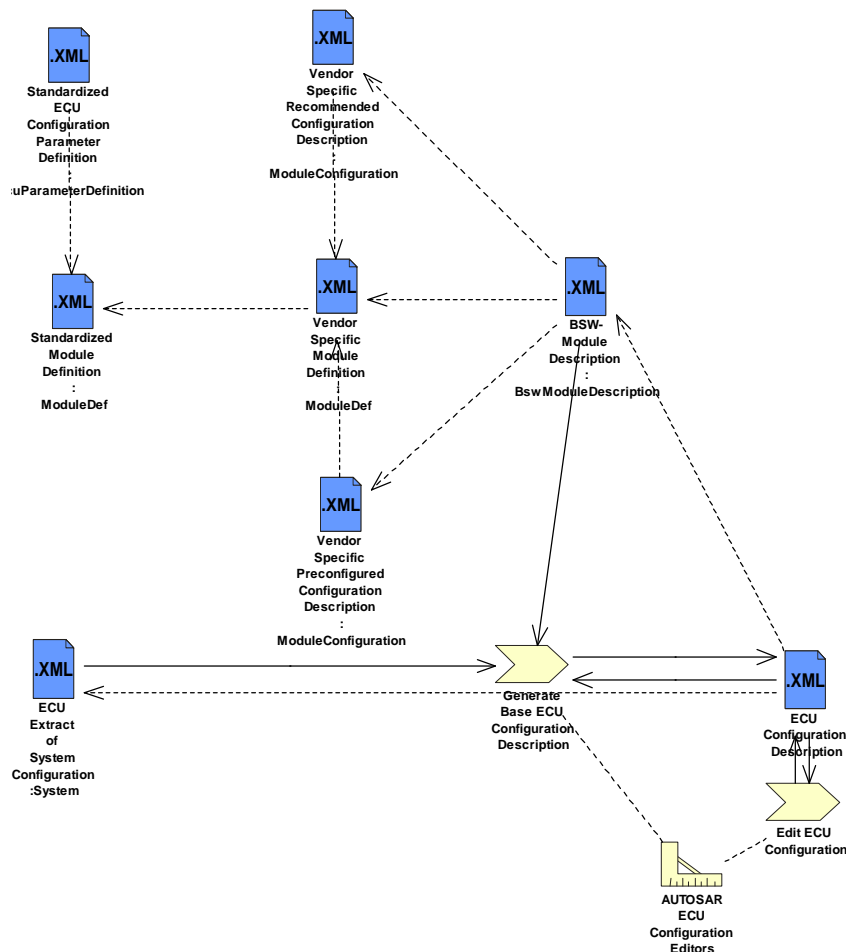 .XML
Standardized
ECU
Configuration
Parameter
Definition
:
uParameterDefinition
.XML
Vendor
Specific
Recommended
Configuration
Description
:
ModuleConfiguration
.XML
Standardized
Module
Definition
:
ModuleDef
.XML
Vendor
Specific
Module
Definition
:
ModuleDef
.XML
BSW-
Module
Description
:
BswModuleDescription
.XML
Vendor
Specific
Preconfigured
Configuration
Description
:
ModuleConfiguration
.XML
ECU
Extract
of
System
Configuration
:System
Generate
Base ECU
Configuration
Description
.XML
ECU
Configuration
Description
Edit ECU
Configuration
AUTOSAR
ECU
Configuration
Editors